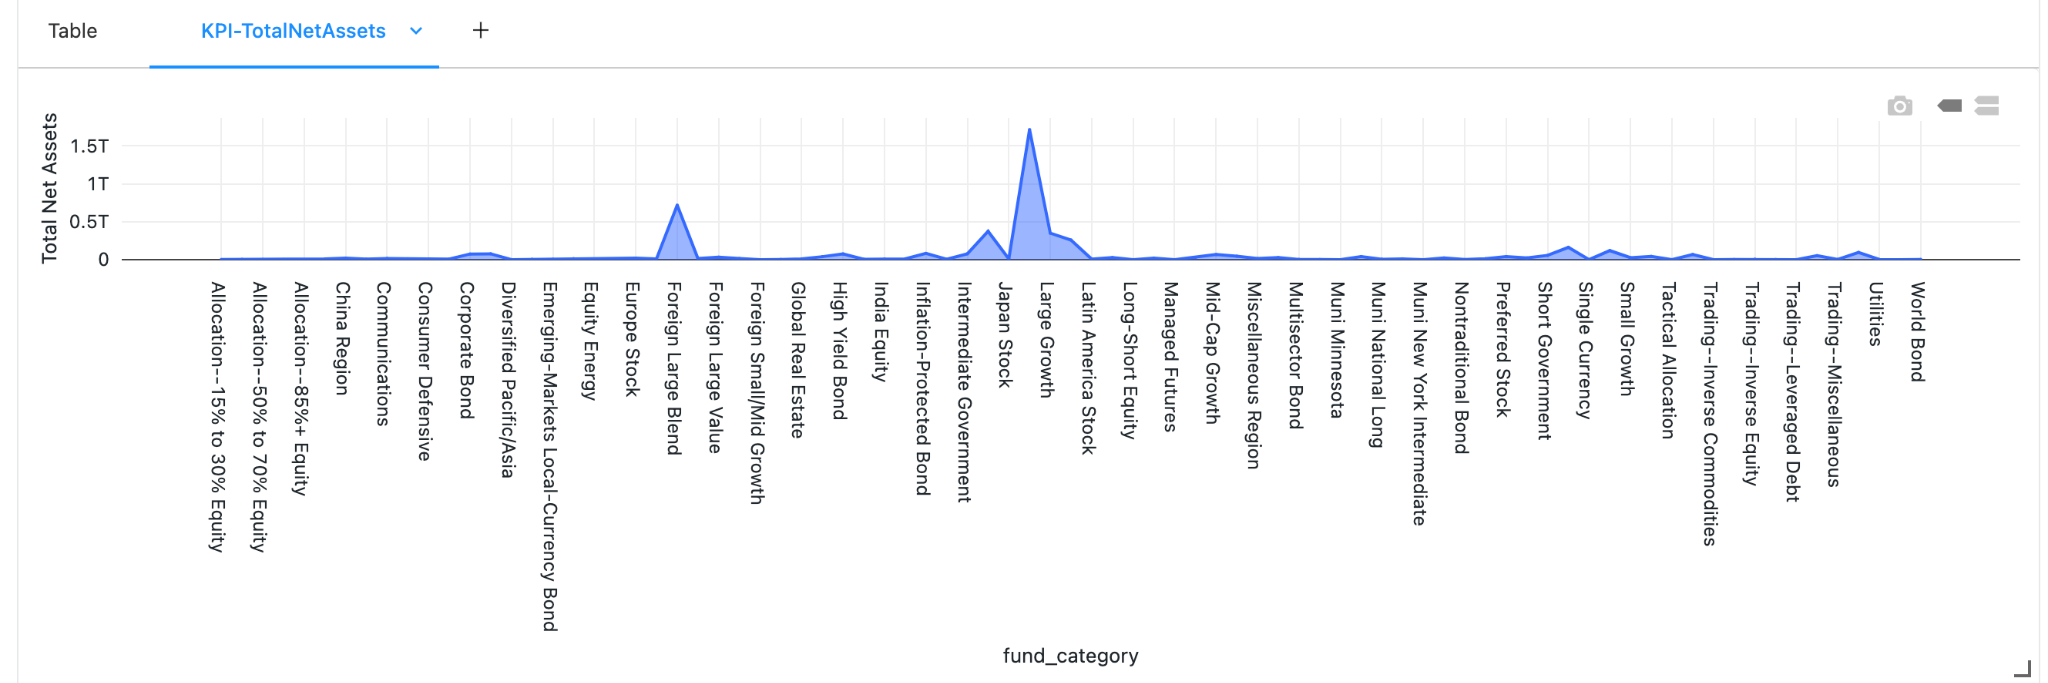 Table
KPI-TotalNetAssets
+
Total Net Assets
1.5T
1T
0.5T
0
Allocation--15% to 30% Equity
Allocation--50% to 70% Equity
Allocation--85%+ Equity
China Region
Communications
Consumer Defensive
Corporate Bond
Diversified Pacific/Asia
Emerging-Markets Local-Currency Bond
Equity Energy
Europe Stock
Foreign Large Blend
Foreign Large Value
Foreign Small/Mid Growth
Global Real Estate
High Yield Bond
India Equity
Inflation-Protected Bond
Intermediate Government
Japan Stock
Large Growth
Latin America Stock
Long-Short Equity
Managed Futures
Mid-Cap Growth
Miscellaneous Region
Multisector Bond
Muni Minnesota
Muni National Long
Muni New York Intermediate
Nontraditional Bond
Preferred Stock
Short Government
Single Currency
Small Growth
Tactical Allocation
Trading--Inverse Commodities
Trading--Inverse Equity
Trading--Leveraged Debt
Trading--Miscellaneous
Utilities
World Bond
fund_category